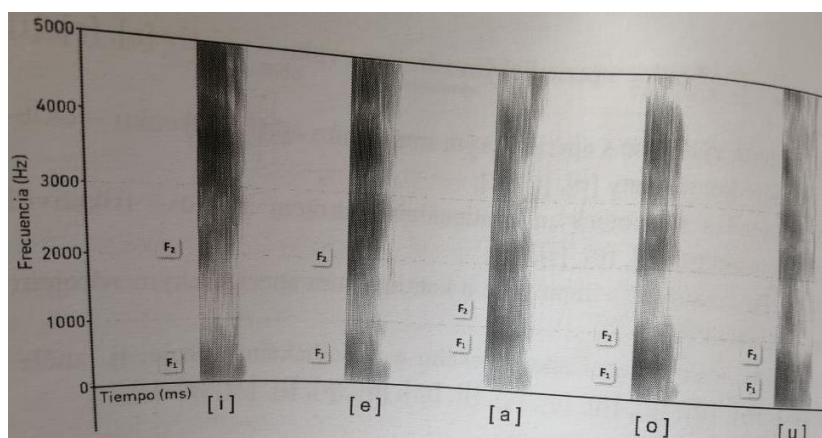 5000
4000
3000
2000
1000
0
Frecuencia (Hz)
F₂ F₂ F₂ F₂ F₂
F₁ F₁ F₁ F₁ F₁
Tiempo (ms) [i] [e] [a] [o] [u]